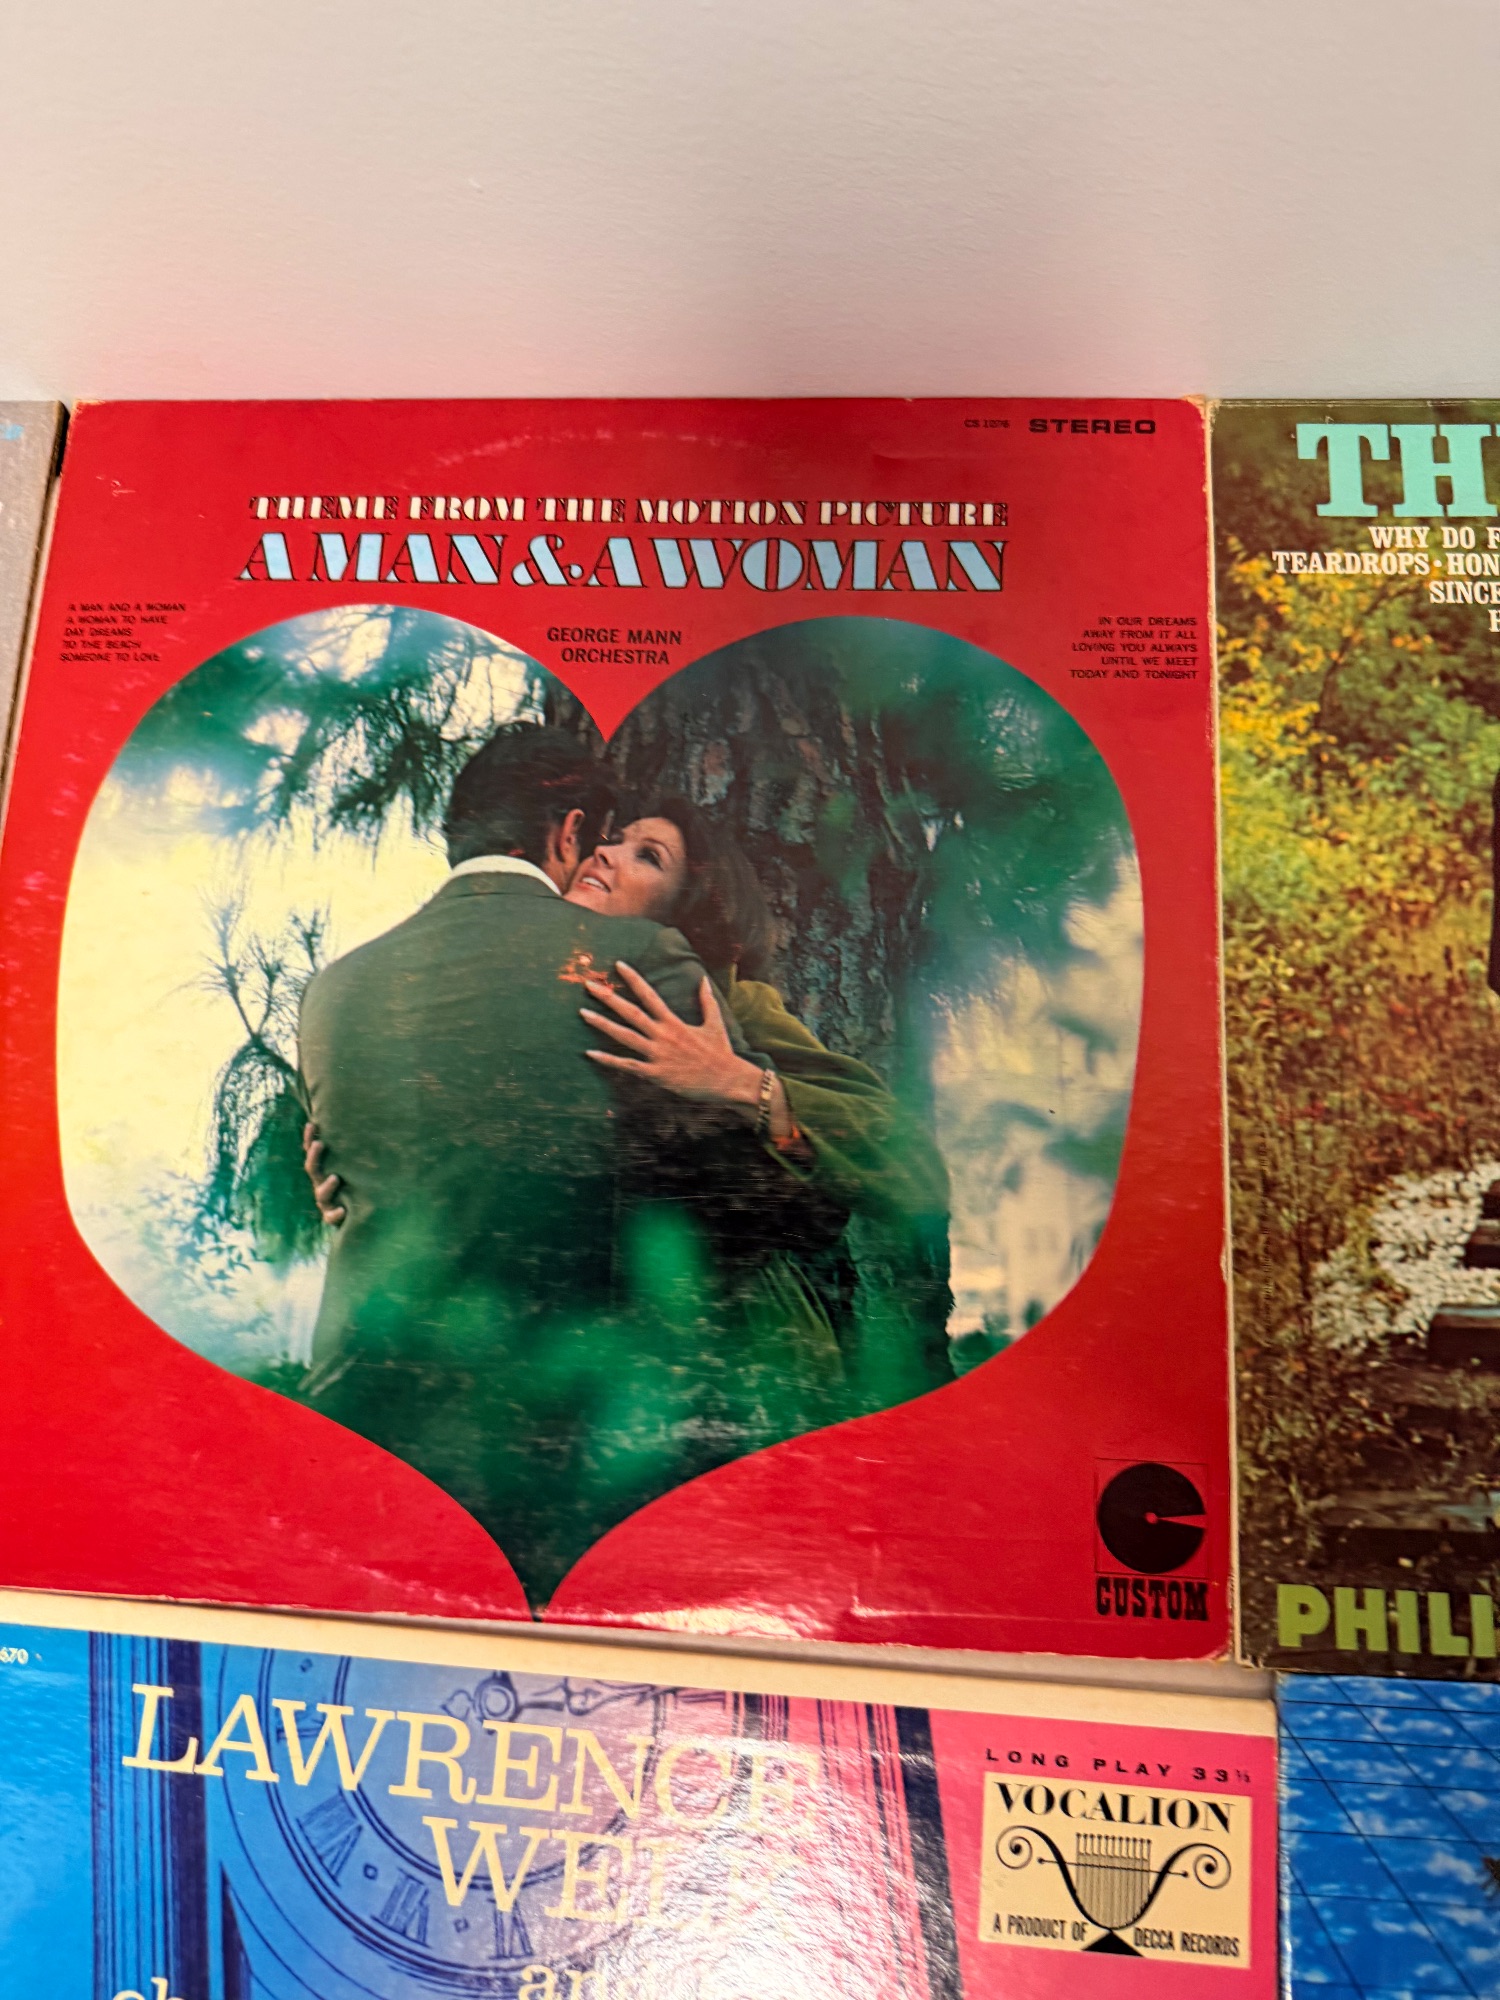 CS 1076 STEREO
THEME FROM THE MOTION PICTURE
A MAN & A WOMAN
GEORGE MANN
ORCHESTRA
A MAN AND A WOMAN
A WOMAN TO HAVE
DAY DREAMS
TO THE BEACH
SOMEONE TO LOVE
IN OUR DREAMS
AWAY FROM IT ALL
LOVING YOU ALWAYS
UNTIL WE MEET
TODAY AND TONIGHT
CUSTOM
TH
WHY DO F
TEARDROPS • HON
SINCE
PHILI
670
LAWRENCE
WELK
LONG PLAY 33⅓
VOCALION
A PRODUCT OF DECCA RECORDS